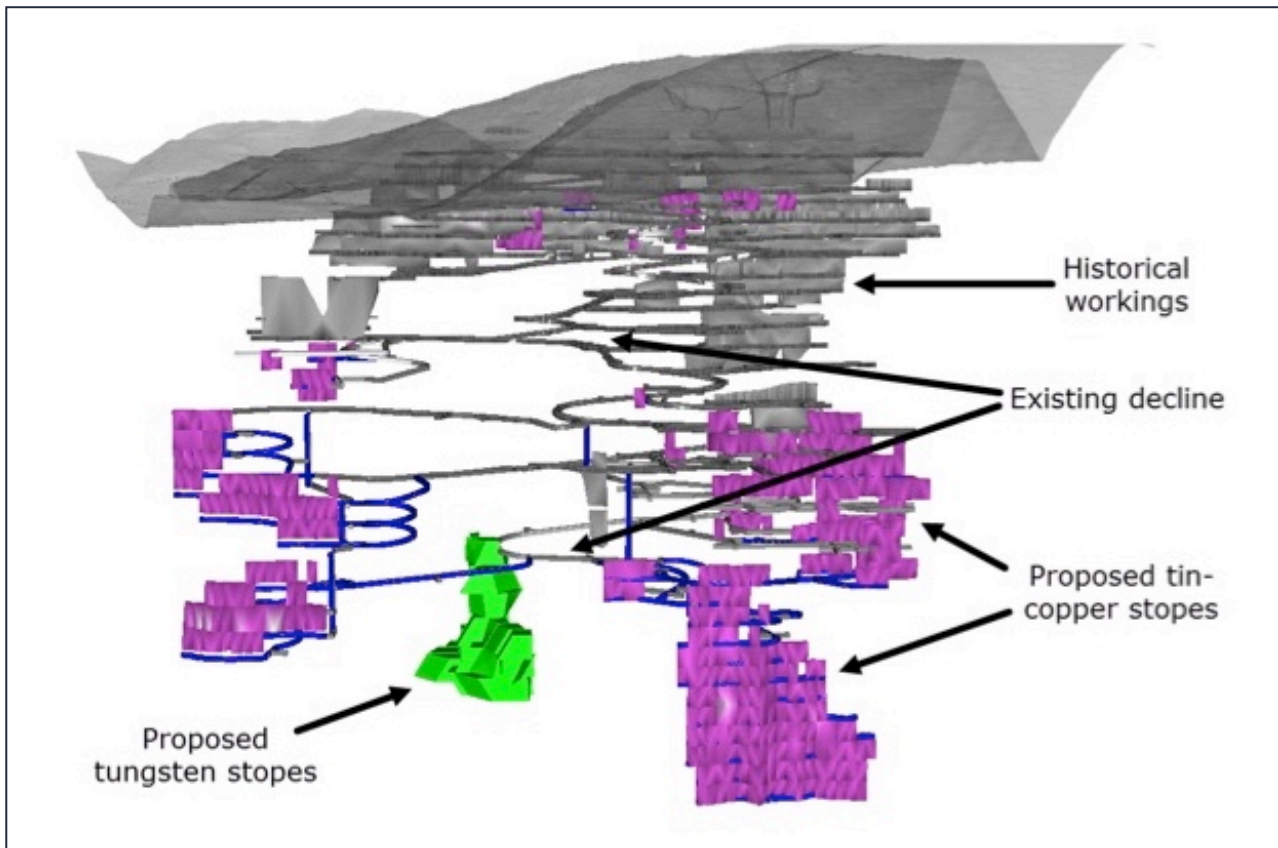 Historical
workings
Existing decline
Proposed tin-
copper stopes
Proposed
tungsten stopes